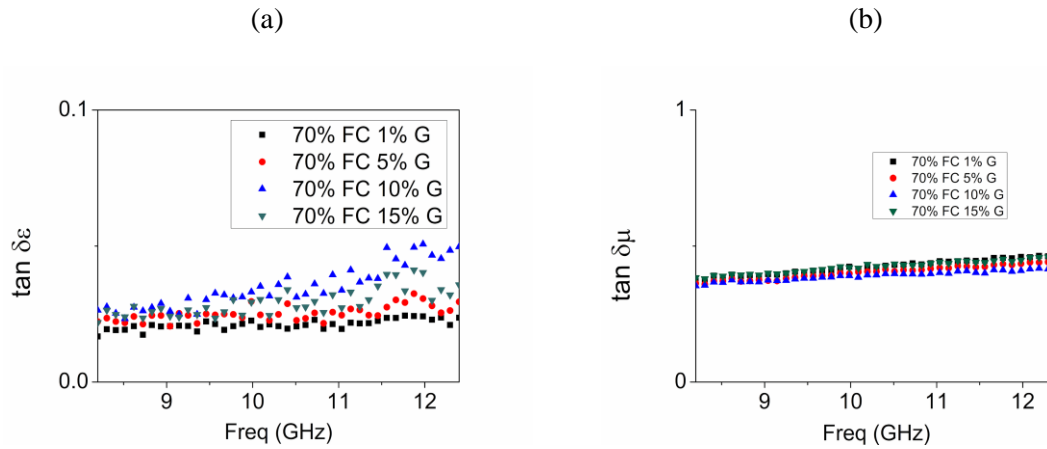 (a)
0.1
70% FC 1% G
70% FC 5% G
70% FC 10% G
70% FC 15% G
tan δε
0.0
9 10 11 12
Freq (GHz)
(b)
1
70% FC 1% G
70% FC 5% G
70% FC 10% G
70% FC 15% G
tan δμ
0
9 10 11 12
Freq (GHz)